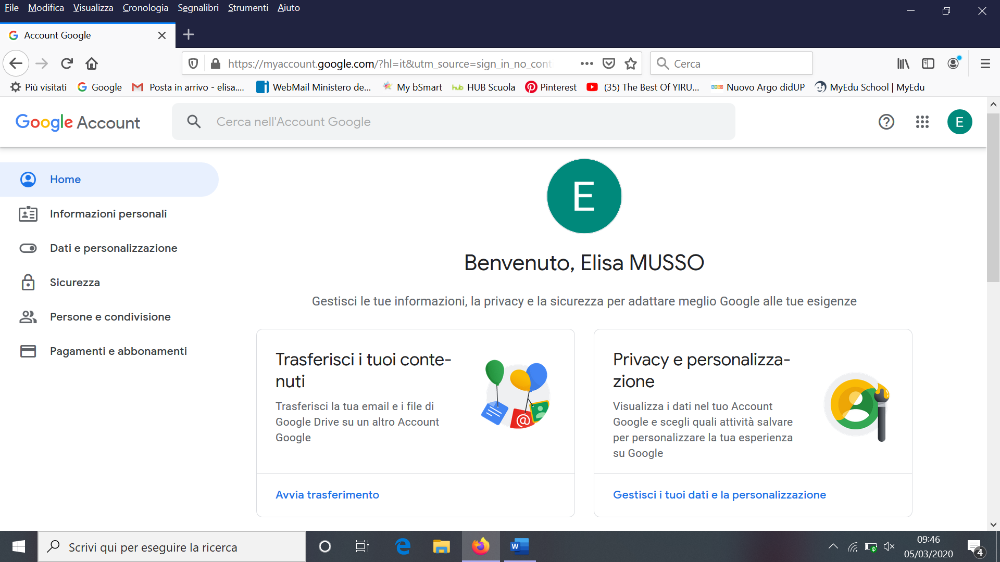 File Modifica Visualizza Cronologia Segnalibri Strumenti Aiuto
Account Google
https://myaccount.google.com/?hl=it&utm_source=sign_in_no_cont
Cerca
Più visitati Google Posta in arrivo - elisa.... WebMail Ministero de... My bSmart HUB Scuola Pinterest (35) The Best Of YIRU... Nuovo Argo didUP MyEdu School | MyEdu
Google Account
Cerca nell'Account Google
E
Home
Informazioni personali
Dati e personalizzazione
Sicurezza
Persone e condivisione
Pagamenti e abbonamenti
E
Benvenuto, Elisa MUSSO
Gestisci le tue informazioni, la privacy e la sicurezza per adattare meglio Google alle tue esigenze
Trasferisci i tuoi conte-
nuti
Trasferisci la tua email e i file di
Google Drive su un altro Account
Google
Avvia trasferimento
Privacy e personalizza-
zione
Visualizza i dati nel tuo Account
Google e scegli quali attività salvare
per personalizzare la tua esperienza
su Google
Gestisci i tuoi dati e la personalizzazione
Scrivi qui per eseguire la ricerca
09:46
05/03/2020
4